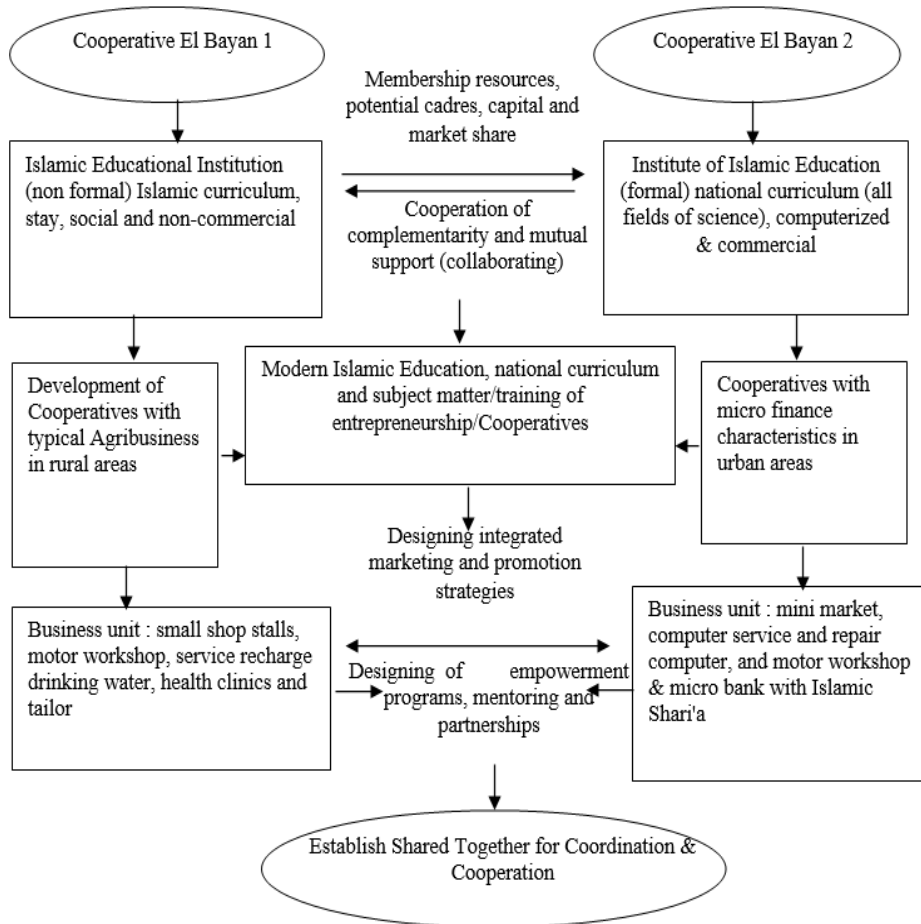 Cooperative El Bayan 1
Cooperative El Bayan 2
Membership resources,
potential cadres, capital and
market share
Islamic Educational Institution
(non formal) Islamic curriculum,
stay, social and non-commercial
Institute of Islamic Education
(formal) national curriculum (all
fields of science), computerized
& commercial
Cooperation of
complementarity and mutual
support (collaborating)
Development of
Cooperatives with
typical Agribusiness
in rural areas
Modern Islamic Education, national curriculum
and subject matter/training of
entrepreneurship/Cooperatives
Cooperatives with
micro finance
characteristics in
urban areas
Designing integrated
marketing and promotion
strategies
Business unit : small shop stalls,
motor workshop, service recharge
drinking water, health clinics and
tailor
Business unit : mini market,
computer service and repair
computer, and motor workshop
& micro bank with Islamic
Shari'a
Designing of empowerment
programs, mentoring and
partnerships
Establish Shared Together for Coordination &
Cooperation